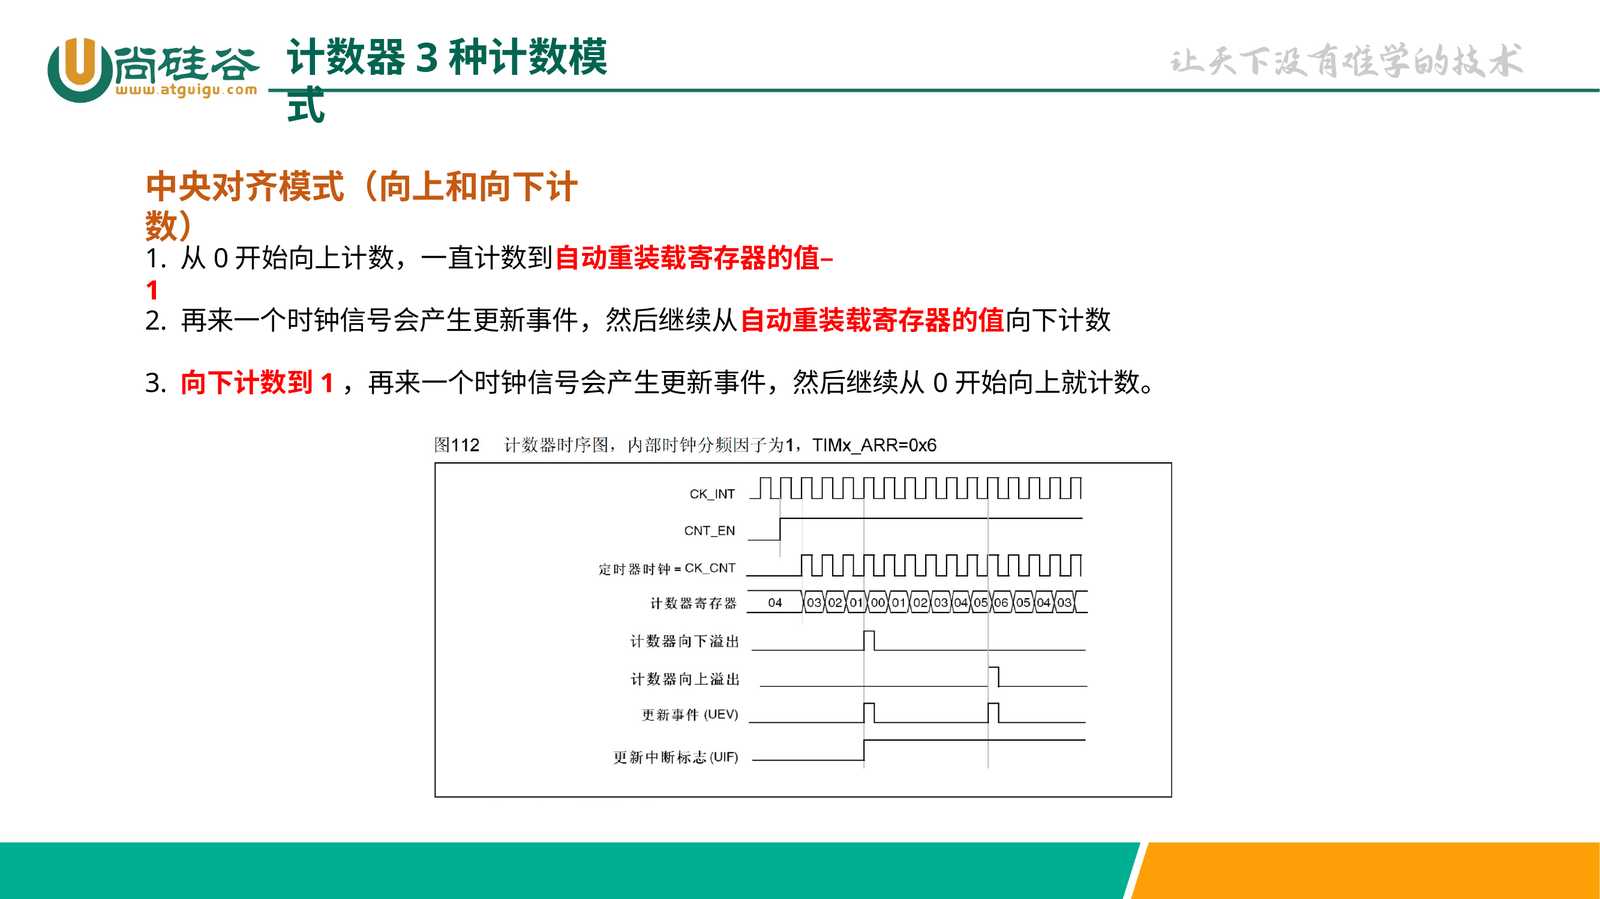 尚硅谷
www.atguigu.com
计数器 3 种计数模
式
让天下没有难学的技术
中央对齐模式（向上和向下计
数）
1. 从 0 开始向上计数，一直计数到自动重装载寄存器的值–
1
2. 再来一个时钟信号会产生更新事件，然后继续从自动重装载寄存器的值向下计数
3. 向下计数到 1 ，再来一个时钟信号会产生更新事件，然后继续从 0 开始向上就计数。
图112 计数器时序图，内部时钟分频因子为1，TIMx_ARR=0x6
CK_INT
CNT_EN
定时器时钟 = CK_CNT
计数器寄存器 04 03 02 01 00 01 02 03 04 05 06 05 04 03
计数器向下溢出
计数器向上溢出
更新事件 (UEV)
更新中断标志 (UIF)